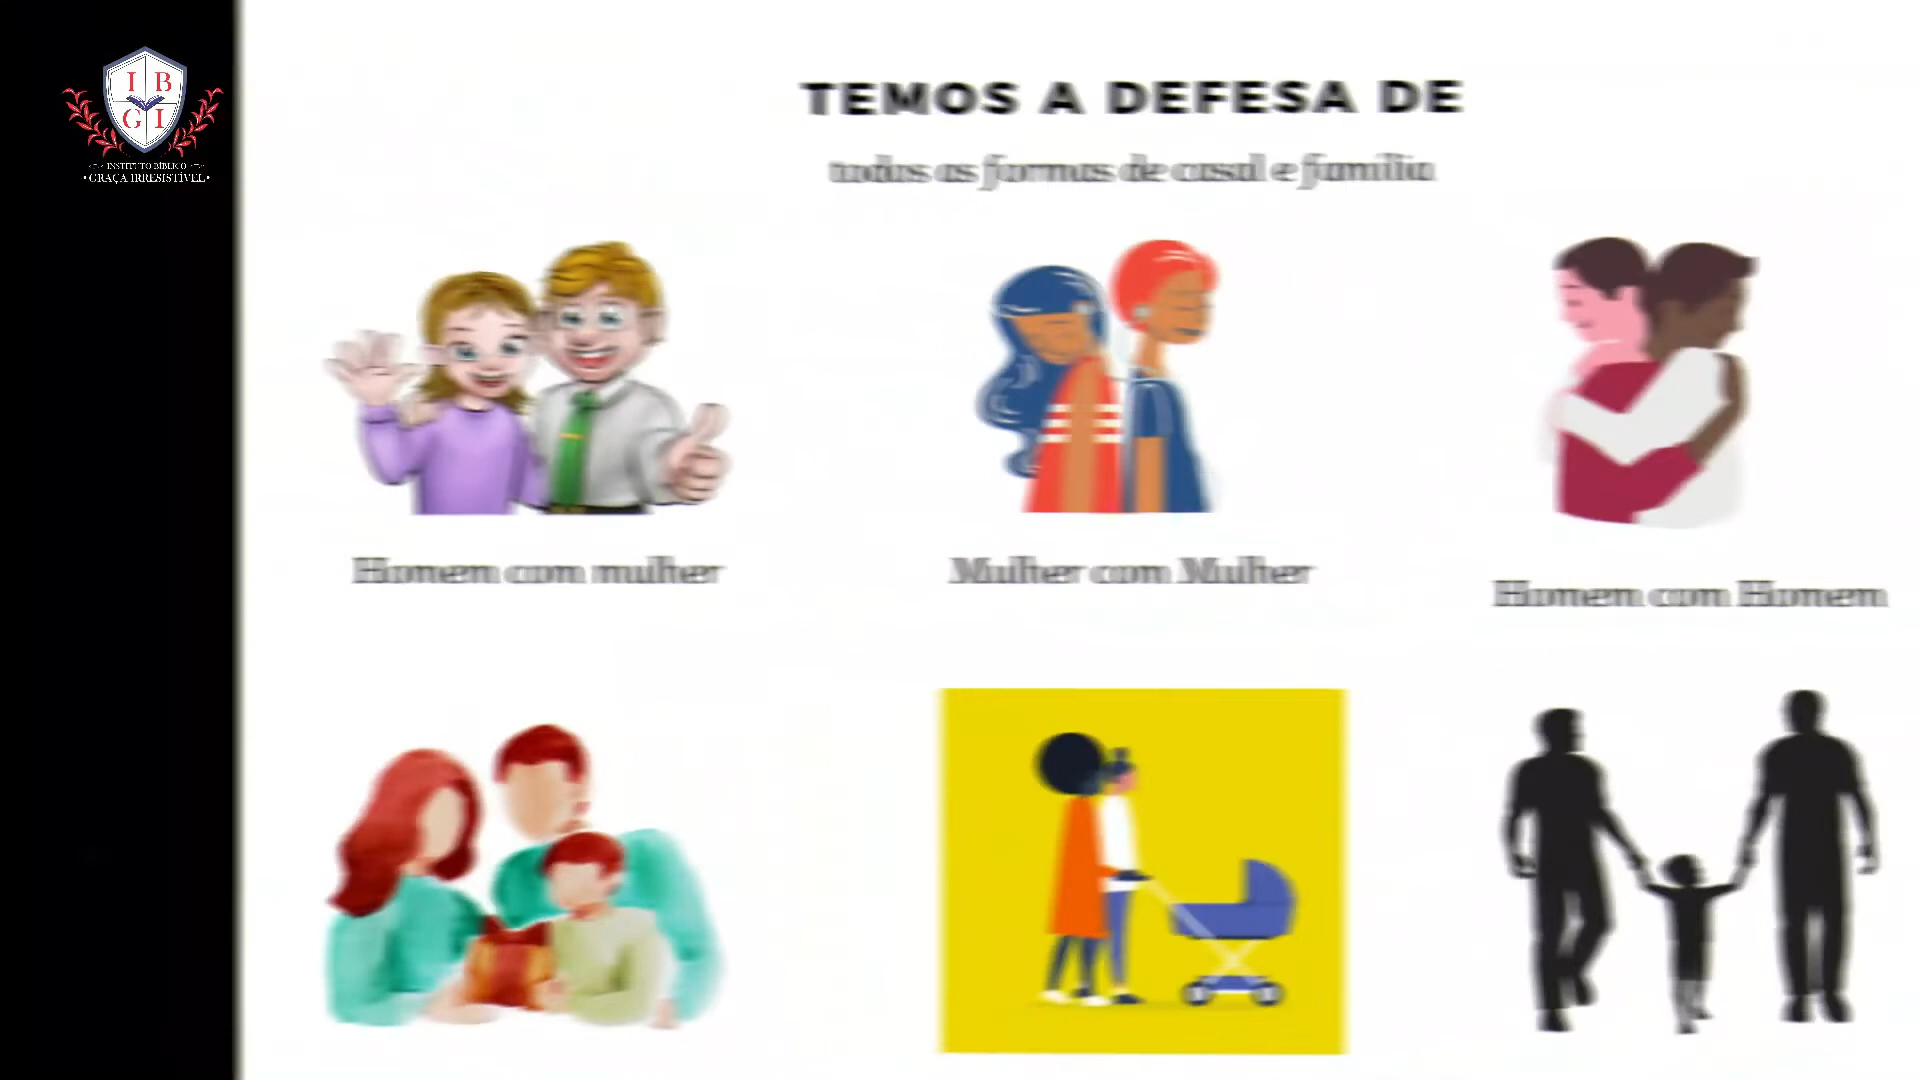 I B
G I
INSTITUTO BÍBLICO
• GRAÇA IRRESISTÍVEL •
TEMOS A DEFESA DE
todas as formas de casal e família
Homem com mulher
Mulher com Mulher
Homem com Homem